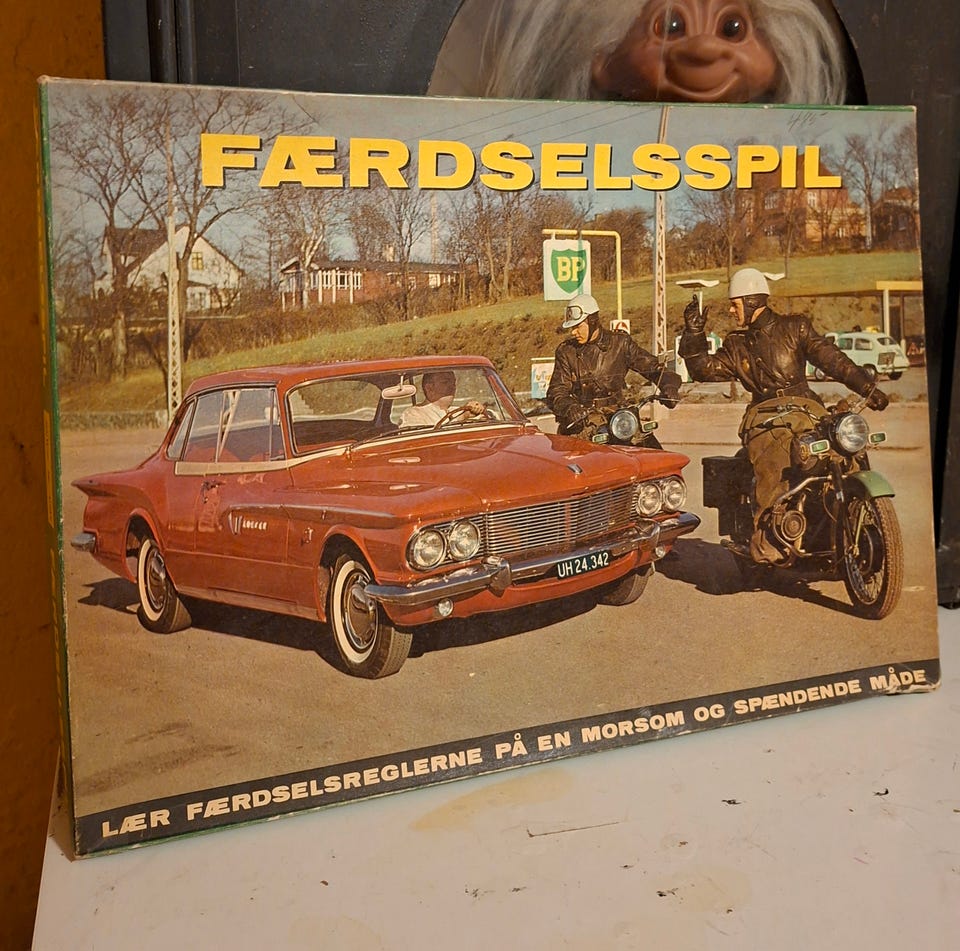 FÆRDSELSSPIL
BP
UH 24.342
LÆR FÆRDSELSREGLERNE PÅ EN MORSOM OG SPÆNDENDE MÅDE